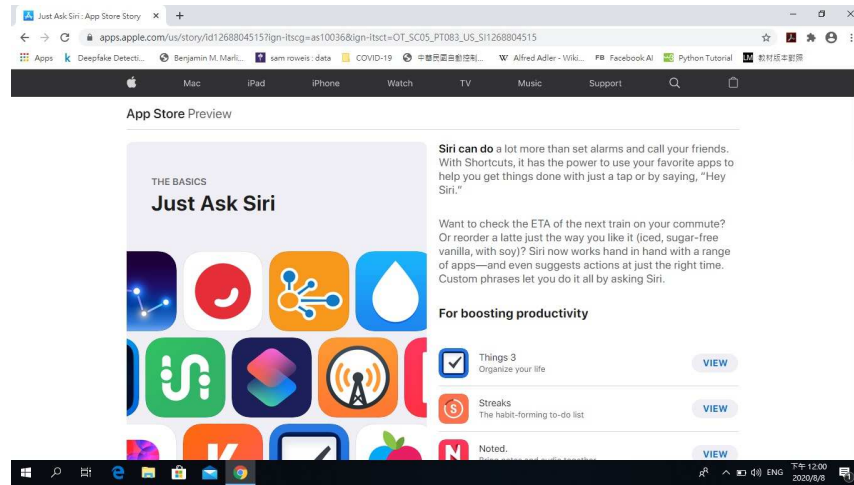 Just Ask Siri : App Store Story
apps.apple.com/us/story/id1268804515?ign-itscg=as10036&ign-itsct=OT_SC05_PT083_US_SI1268804515
Apps
Deepfake Detecti...
Benjamin M. Marli...
sam roweis : data
COVID-19
中華民國自動控制...
Alfred Adler - Wiki...
FB Facebook AI
Python Tutorial
LM 教材版本對照
Mac iPad iPhone Watch TV Music Support
App Store Preview
THE BASICS
Just Ask Siri
Siri can do a lot more than set alarms and call your friends.
With Shortcuts, it has the power to use your favorite apps to
help you get things done with just a tap or by saying, “Hey
Siri.”
Want to check the ETA of the next train on your commute?
Or reorder a latte just the way you like it (iced, sugar-free
vanilla, with soy)? Siri now works hand in hand with a range
of apps—and even suggests actions at just the right time.
Custom phrases let you do it all by asking Siri.
For boosting productivity
Things 3
Organize your life
VIEW
Streaks
The habit-forming to-do list
VIEW
Noted.
Bring notes and audio together
VIEW
ENG
下午 12:00
2020/8/8